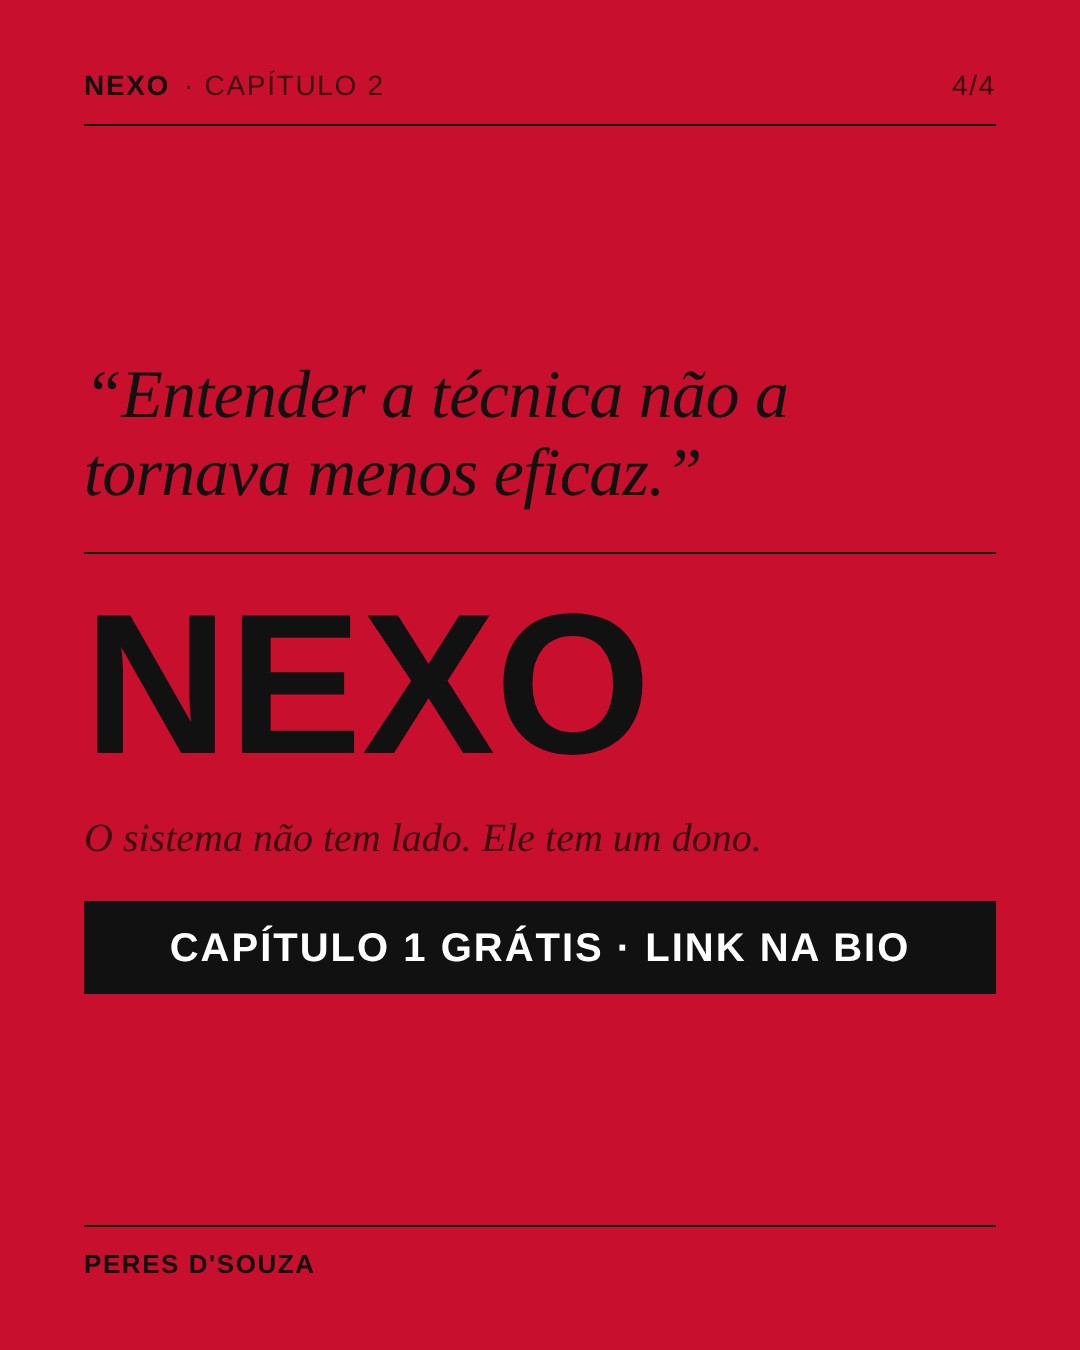 NEXO · CAPÍTULO 2
4/4
“Entender a técnica não a
tornava menos eficaz.”
NEXO
O sistema não tem lado. Ele tem um dono.
CAPÍTULO 1 GRÁTIS · LINK NA BIO
PERES D'SOUZA